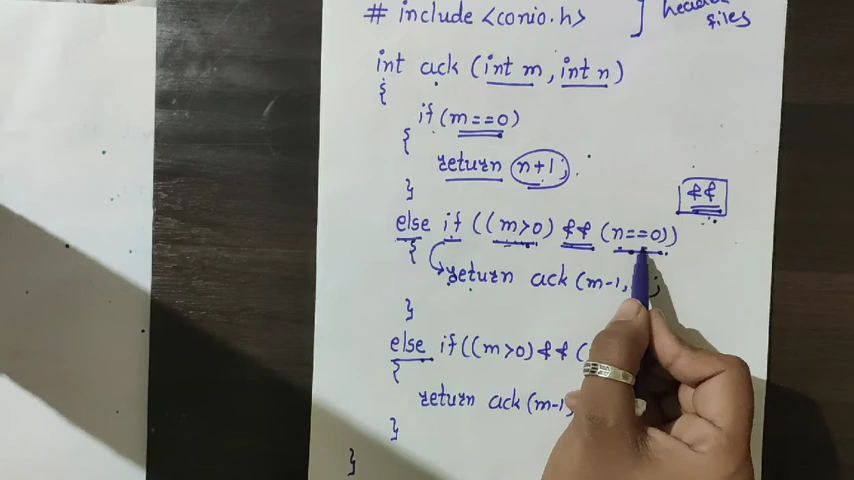 # include <conio.h>
header
files
int ack (int m, int n)
{
if (m==0)
{
return n+1;
}
&&
else if ((m>0) && (n==0))
{
return ack (m-1,
}
else if ((m>0) && (
{
return ack (m-1,
}
}